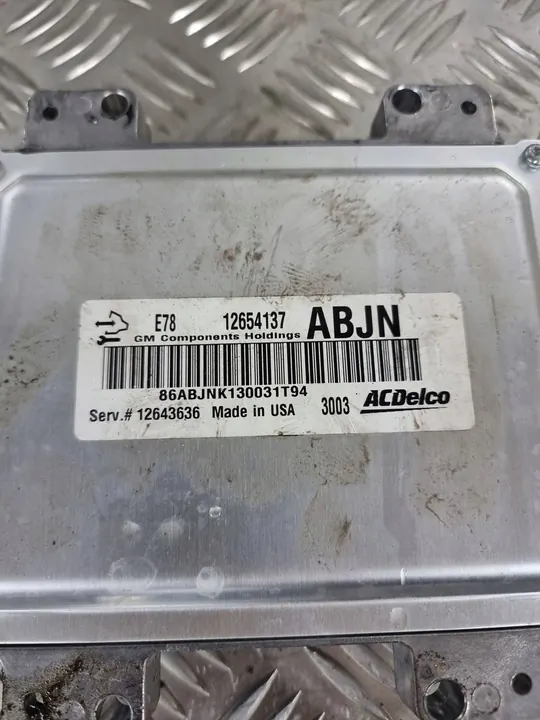 E78 12654137 ABJN
GM Components Holdings
86ABJNK130031T94
Serv.# 12643636 Made in USA 3003 ACDelco